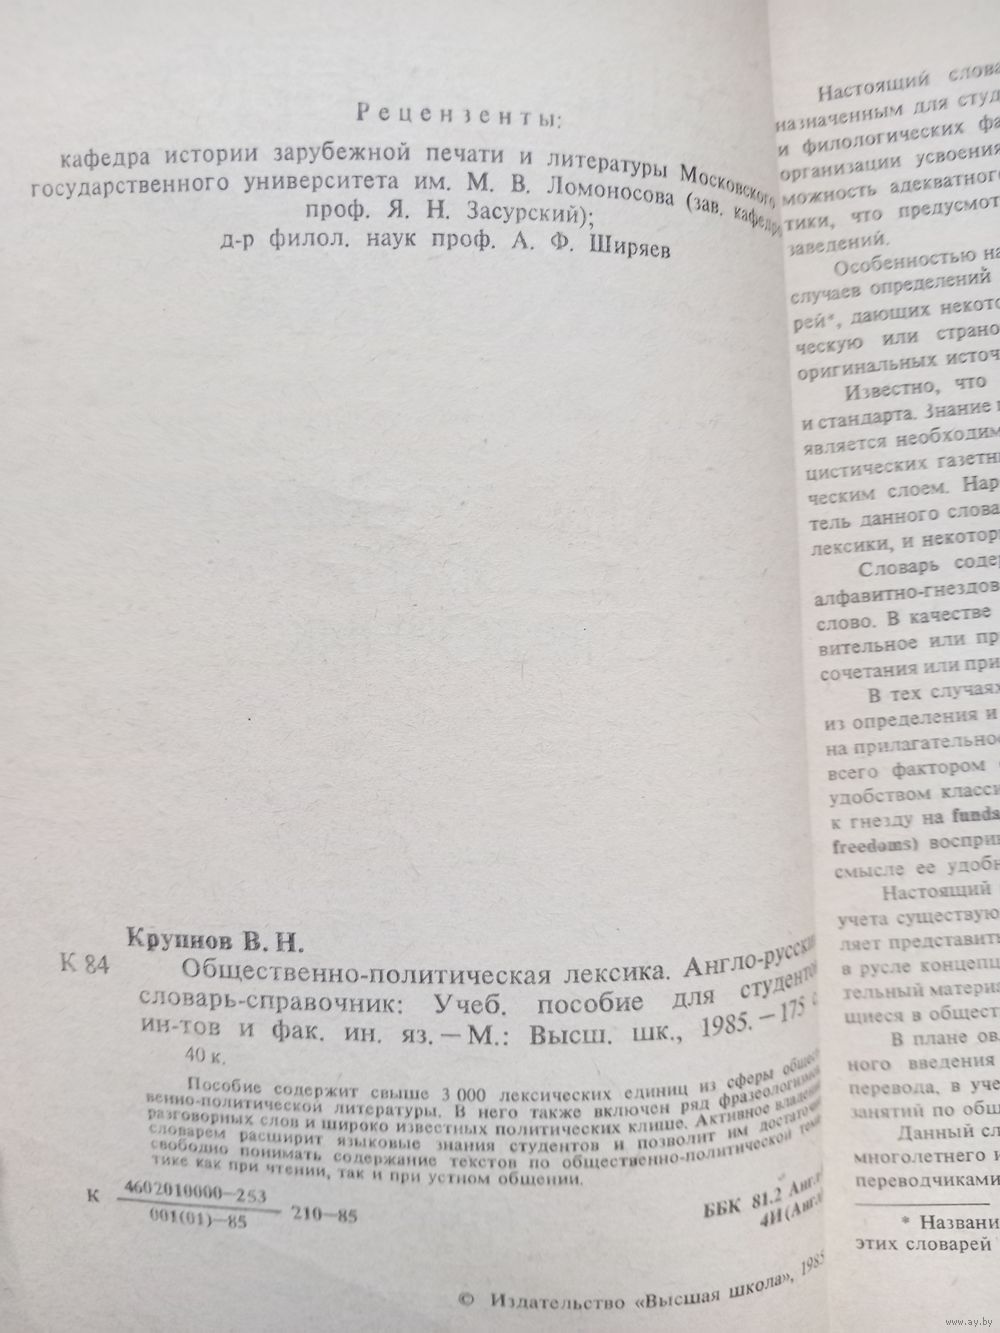 Рецензенты:
кафедра истории зарубежной печати и литературы Московского
государственного университета им. М. В. Ломоносова (зав. кафедрой
проф. Я. Н. Засурский);
д-р филол. наук проф. А. Ф. Ширяев
Крупнов В. Н.
К 84
Общественно-политическая лексика. Англо-русский
словарь-справочник: Учеб. пособие для студентов
ин-тов и фак. ин. яз. — М.: Высш. шк., 1985. — 175 с
40 к.
Пособие содержит свыше 3 000 лексических единиц из сферы общест-
венно-политической литературы. В него также включен ряд фразеологизмов
разговорных слов и широко известных политических клише. Активное владение
словарем расширит языковые знания студентов и позволит им достаточно
свободно понимать содержание текстов по общественно-политической тема-
тике как при чтении, так и при устном общении.
К 4602010000—253
001(01)—85 210—85
ББК 81.2 Англ
4И(Англ
© Издательство «Высшая школа», 1985
Настоящий слова
назначенным для студ
и филологических фа
организации усвоения
можность адекватног
тики, что предусмот
заведений.
Особенностью на
случаев определений
рей*, дающих некото
ческую или страно
оригинальных источ
Известно, что
и стандарта. Знание
является необходим
цистических газетн
ческим слоем. Нар
тель данного слова
лексики, и некотор
Словарь содер
алфавитно-гнездов
слово. В качестве
вительное или пр
сочетания или при
В тех случаях
из определения и
на прилагательно
всего фактором
удобством класси
к гнезду на funda
freedoms) восприн
смысле ее удобн
Настоящий
учета существую
ляет представить
в русле концепц
тельный материа
щиеся в обществ
В плане овл
ного введения
перевода, в уче
занятий по общ
Данный сл
многолетнего и
переводчиками
* Названи
этих словарей
www.ay.by